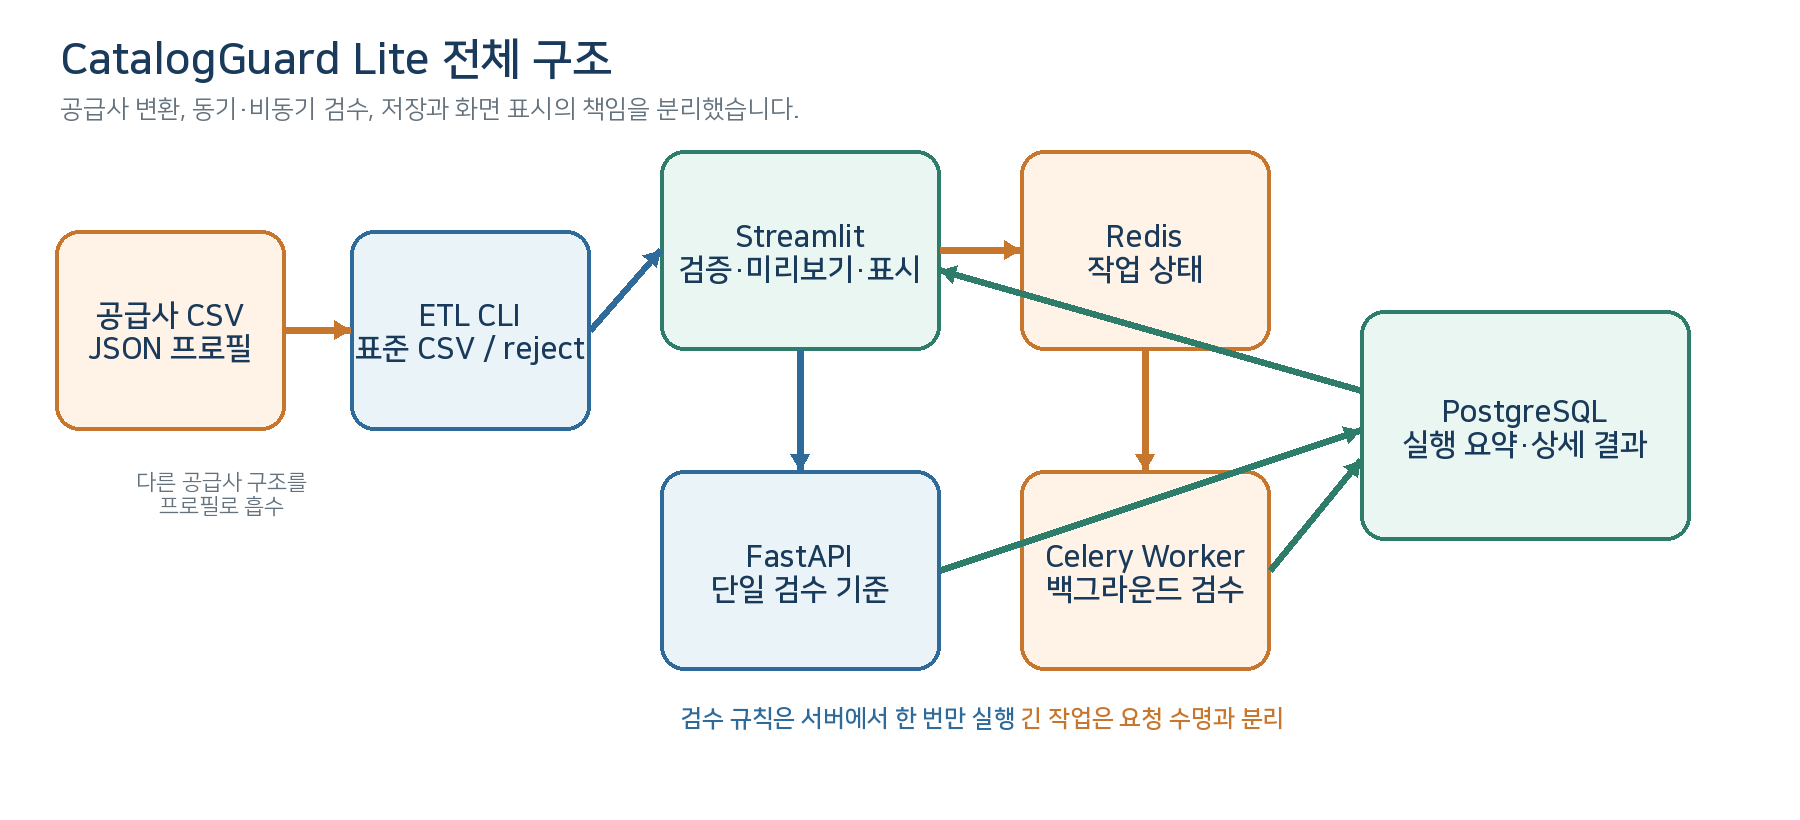 CatalogGuard Lite 전체 구조
공급사 변환, 동기·비동기 검수, 저장과 화면 표시의 책임을 분리했습니다.
공급사 CSV
JSON 프로필
다른 공급사 구조를
프로필로 흡수
ETL CLI
표준 CSV / reject
Streamlit
검증·미리보기·표시
Redis
작업 상태
FastAPI
단일 검수 기준
Celery Worker
백그라운드 검수
PostgreSQL
실행 요약·상세 결과
검수 규칙은 서버에서 한 번만 실행
긴 작업은 요청 수명과 분리